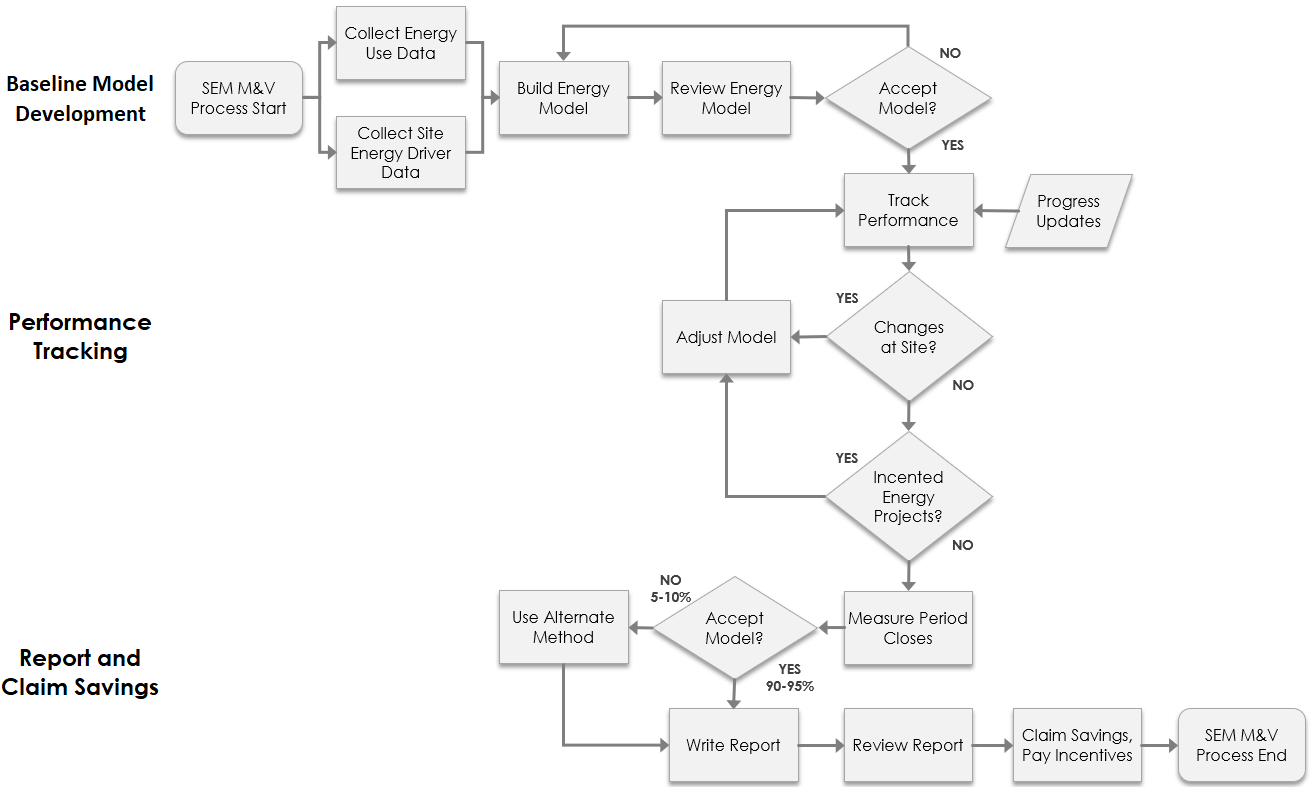 Baseline Model
Development
SEM M&V
Process Start
Collect Energy
Use Data
Collect Site
Energy Driver
Data
Build Energy
Model
Review Energy
Model
Accept
Model?
NO
YES
Track
Performance
Progress
Updates
Performance
Tracking
YES
Changes
at Site?
Adjust Model
NO
YES
Incented
Energy
Projects?
NO
Report and
Claim Savings
Measure Period
Closes
Accept
Model?
NO
5-10%
Use Alternate
Method
YES
90-95%
Write Report
Review Report
Claim Savings,
Pay Incentives
SEM M&V
Process End